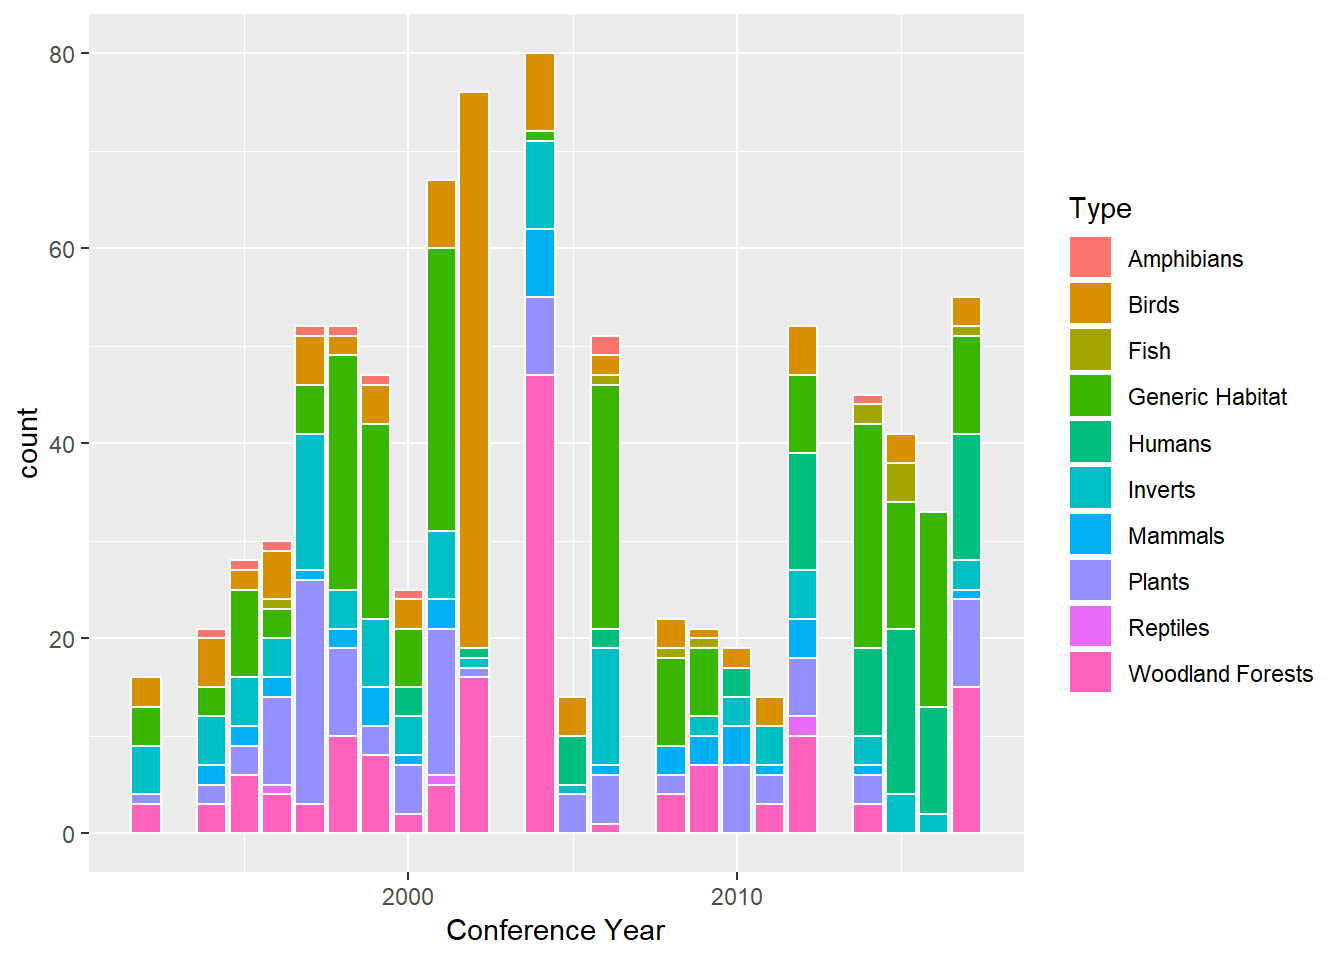 80
60
40
20
0
count
2000
2010
Conference Year
Type
Amphibians
Birds
Fish
Generic Habitat
Humans
Inverts
Mammals
Plants
Reptiles
Woodland Forests